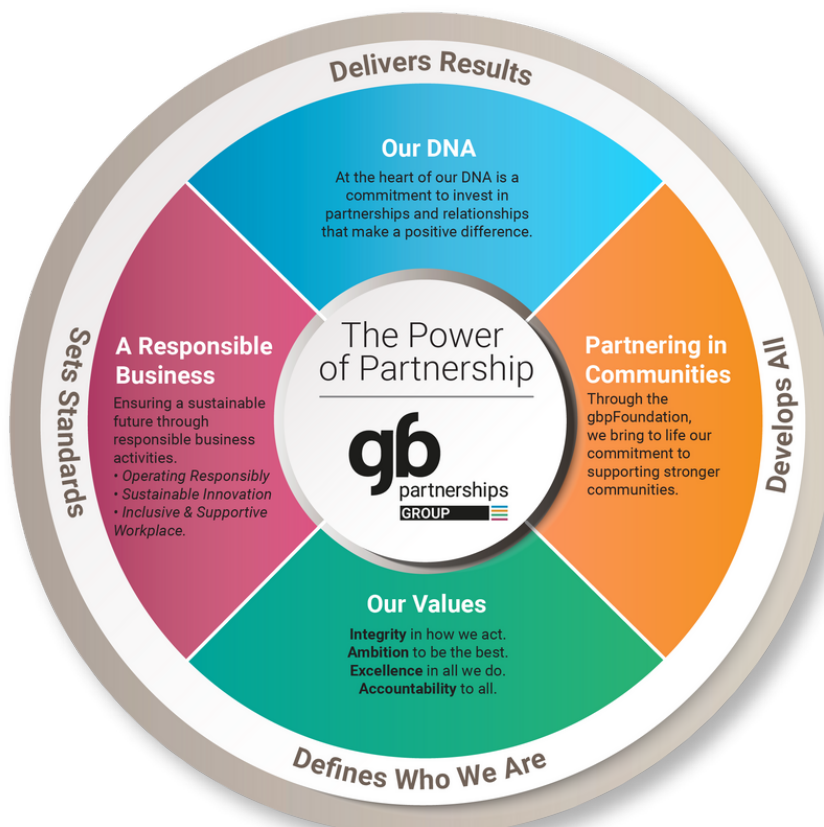 Delivers Results
Our DNA
At the heart of our DNA is a
commitment to invest in
partnerships and relationships
that make a positive difference.
Sets Standards
A Responsible
Business
Ensuring a sustainable
future through
responsible business
activities.
• Operating Responsibly
• Sustainable Innovation
• Inclusive & Supportive
Workplace.
The Power
of Partnership
gb
partnerships
GROUP
Partnering in
Communities
Through the
gbpFoundation,
we bring to life our
commitment to
supporting stronger
communities.
Develops All
Our Values
Integrity in how we act.
Ambition to be the best.
Excellence in all we do.
Accountability to all.
Defines Who We Are